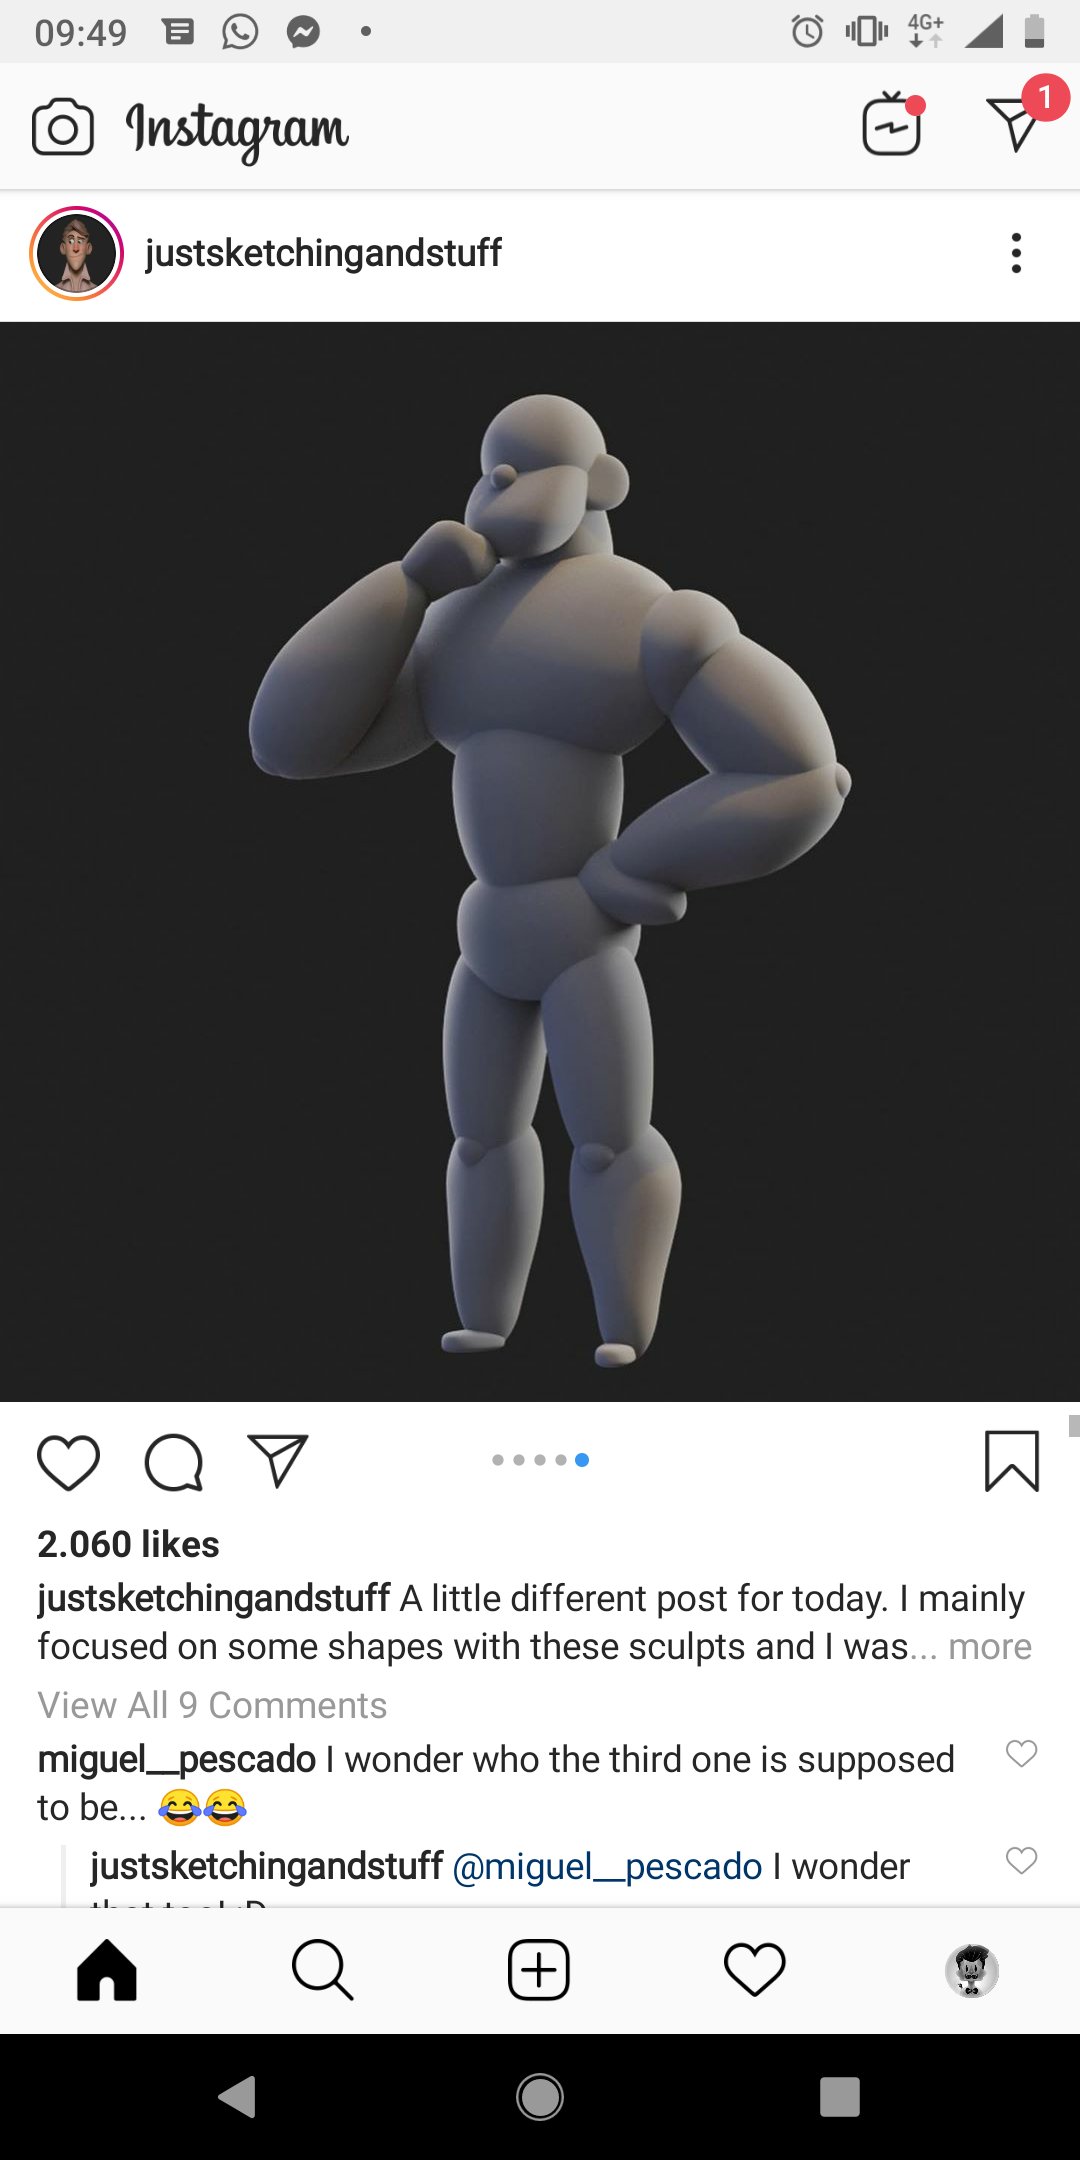 09:49
4G+
Instagram
1
justsketchingandstuff
2.060 likes
justsketchingandstuff A little different post for today. I mainly
focused on some shapes with these sculpts and I was... more
View All 9 Comments
miguel__pescado I wonder who the third one is supposed
to be... 😂😂
justsketchingandstuff @miguel__pescado I wonder
that too! :D